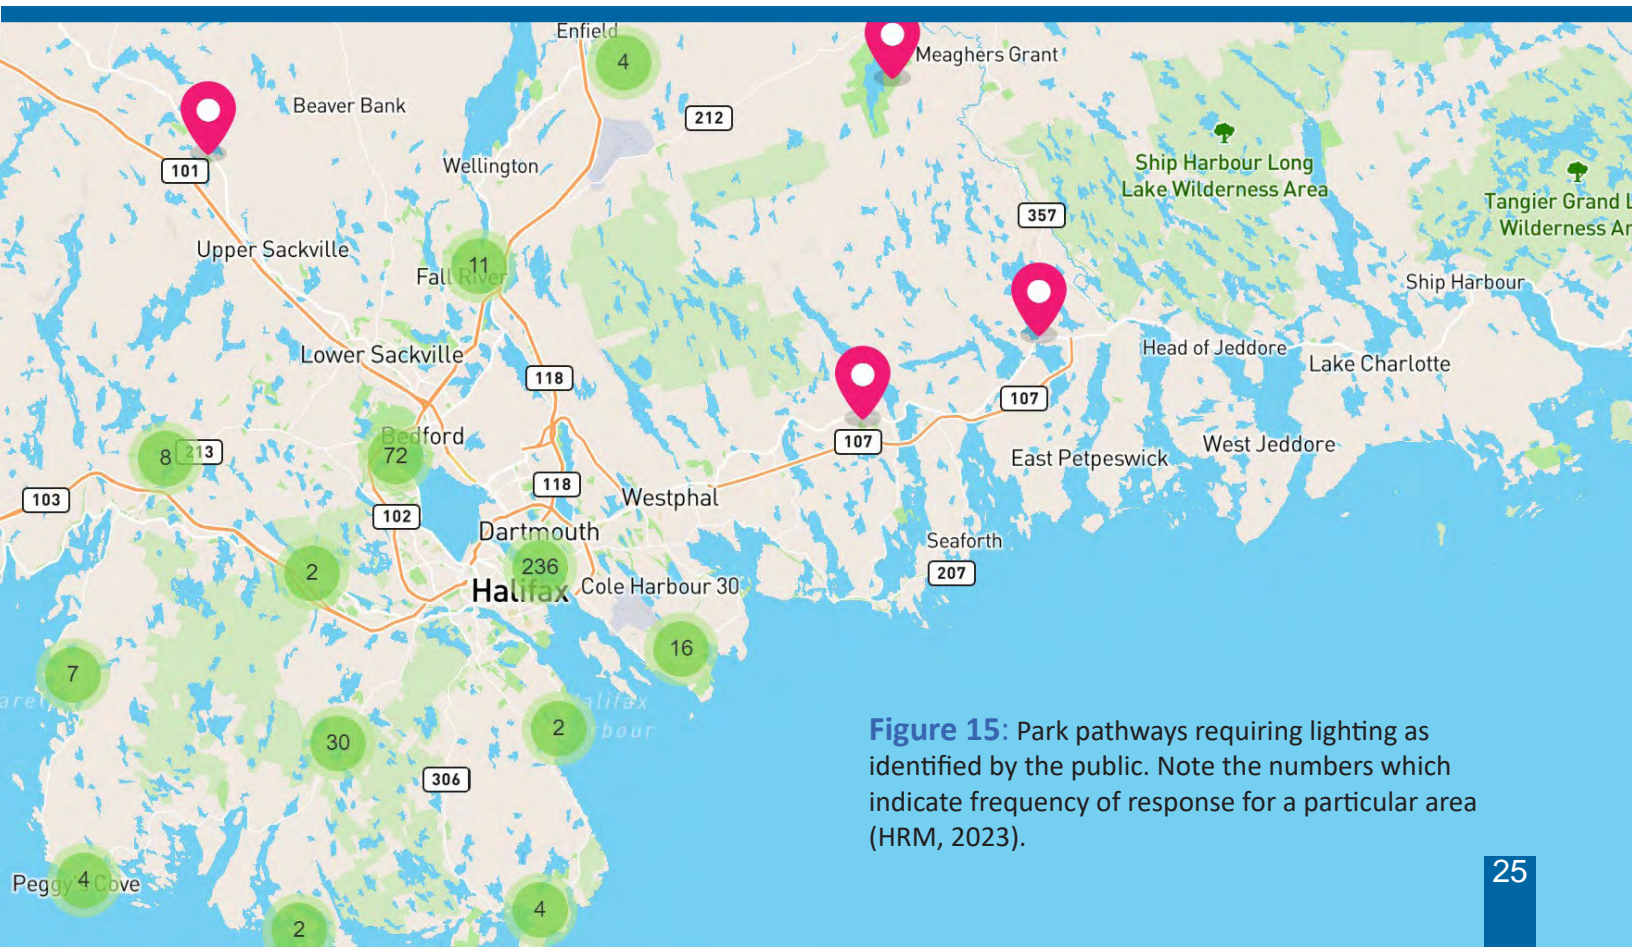 Enfield
4
Meaghers Grant
Beaver Bank
212
Wellington
101
Ship Harbour Long
Lake Wilderness Area
Tangier Grand L
Wilderness Ar
357
Upper Sackville
11
Fall River
Ship Harbour
Lower Sackville
Head of Jeddore
Lake Charlotte
118
107
107
Bedford
72
8
213
West Jeddore
East Petpeswick
103
118
Westphal
102
Dartmouth
Seaforth
236
Halifax
Cole Harbour 30
207
2
16
7
Halifax
Harbour
2
30
306
Figure 15: Park pathways requiring lighting as
identified by the public. Note the numbers which
indicate frequency of response for a particular area
(HRM, 2023).
Peggy's Cove
4
4
2
25